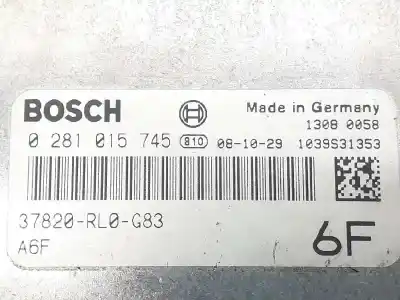 BOSCH
Made in Germany
1308 0058
0 281 015 745 810 08-10-29 1039S31353
37820-RL0-G83
A6F
6F